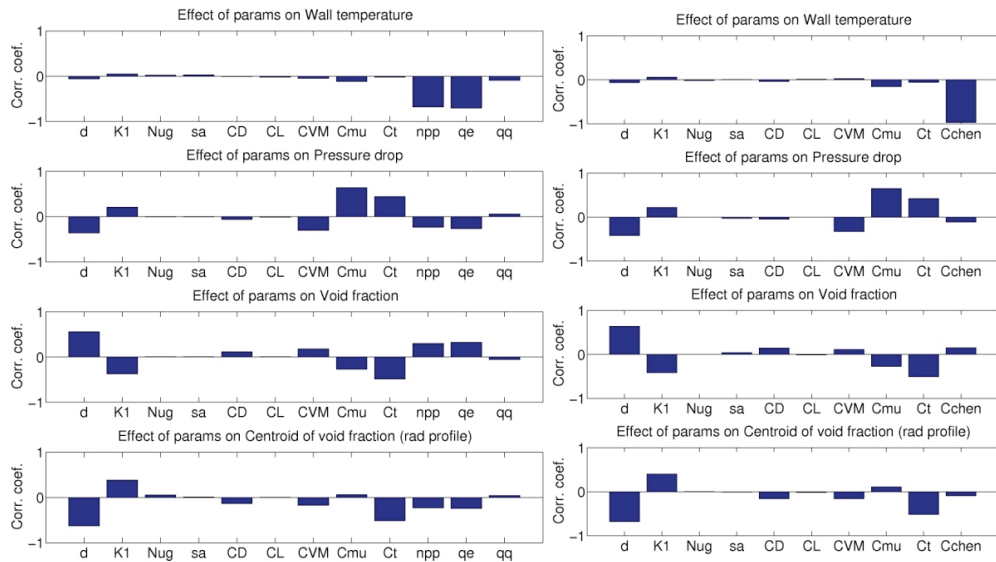 Effect of params on Wall temperature
Corr. coef.
1
0
−1
d K1 Nug sa CD CL CVM Cmu Ct npp qe qq
Effect of params on Pressure drop
Corr. coef.
1
0
−1
d K1 Nug sa CD CL CVM Cmu Ct npp qe qq
Effect of params on Void fraction
Corr. coef.
1
0
−1
d K1 Nug sa CD CL CVM Cmu Ct npp qe qq
Effect of params on Centroid of void fraction (rad profile)
Corr. coef.
1
0
−1
d K1 Nug sa CD CL CVM Cmu Ct npp qe qq
Effect of params on Wall temperature
Corr. coef.
1
0
−1
d K1 Nug sa CD CL CVM Cmu Ct Cchen
Effect of params on Pressure drop
Corr. coef.
1
0
−1
d K1 Nug sa CD CL CVM Cmu Ct Cchen
Effect of params on Void fraction
Corr. coef.
1
0
−1
d K1 Nug sa CD CL CVM Cmu Ct Cchen
Effect of params on Centroid of void fraction (rad profile)
Corr. coef.
1
0
−1
d K1 Nug sa CD CL CVM Cmu Ct Cchen